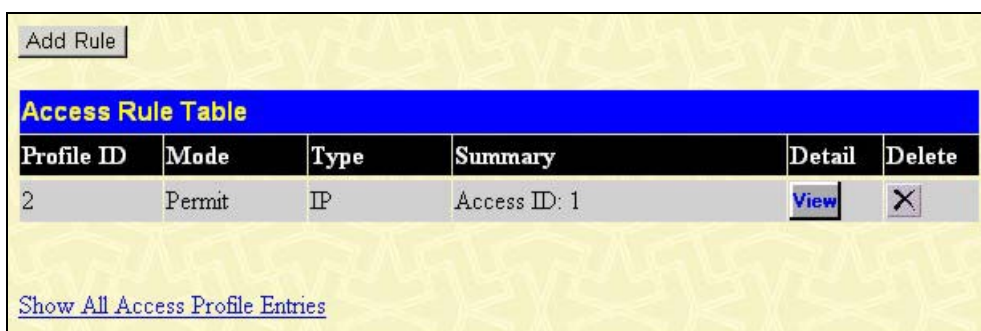 Add Rule
Access Rule Table
Profile ID Mode Type Summary Detail Delete
2 Permit IP Access ID: 1 View
Show All Access Profile Entries